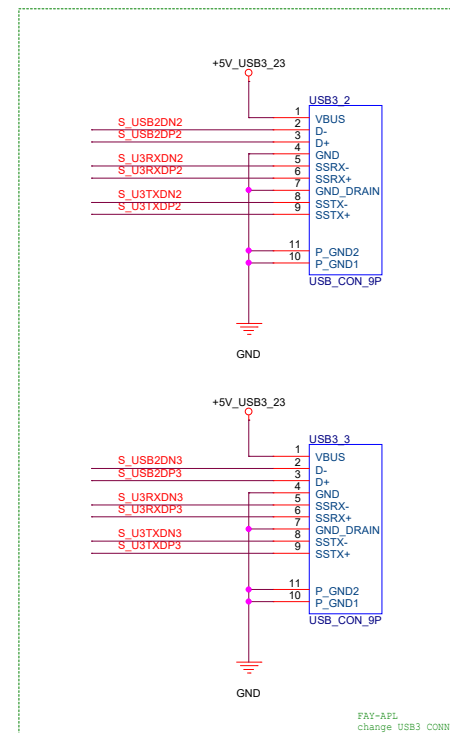 +5V_USB3_23
USB3_2
1 VBUS
S_USB2DN2 2 D-
S_USB2DP2 3 D+
4 GND
S_U3RXDN2 5 SSRX-
S_U3RXDP2 6 SSRX+
7 GND_DRAIN
S_U3TXDN2 8 SSTX-
S_U3TXDP2 9 SSTX+
11 P_GND2
10 P_GND1
USB_CON_9P
GND
+5V_USB3_23
USB3_3
1 VBUS
S_USB2DN3 2 D-
S_USB2DP3 3 D+
4 GND
S_U3RXDN3 5 SSRX-
S_U3RXDP3 6 SSRX+
7 GND_DRAIN
S_U3TXDN3 8 SSTX-
S_U3TXDP3 9 SSTX+
11 P_GND2
10 P_GND1
USB_CON_9P
GND
FAY-APL
change USB3 CONN